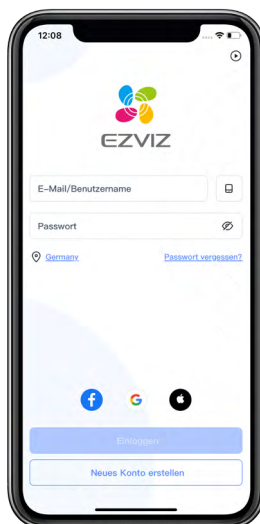 12:08
EZVIZ
E-Mail/Benutzername
Passwort
Germany
Passwort vergessen?
Einloggen
Neues Konto erstellen